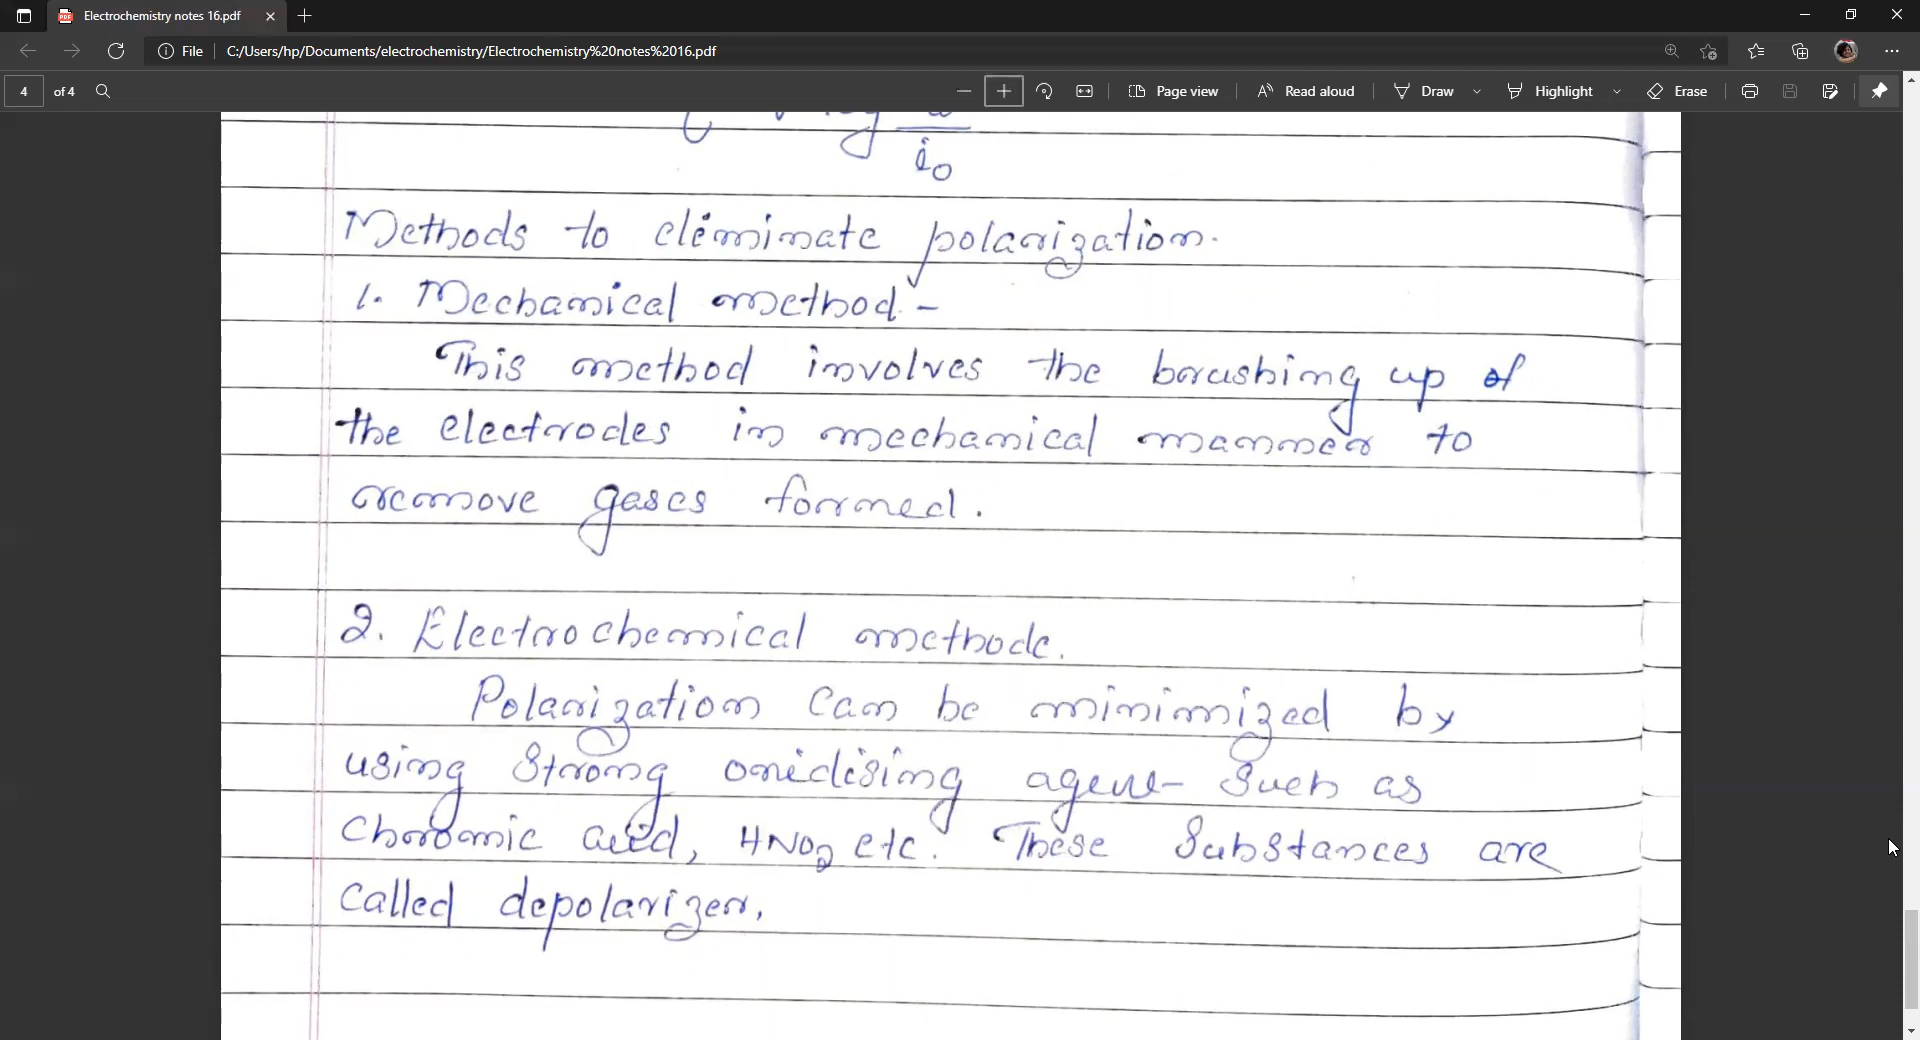 Electrochemistry notes 16.pdf
File
C:/Users/hp/Documents/electrochemistry/Electrochemistry%20notes%2016.pdf
4 of 4
Page view
Read aloud
Draw
Highlight
Erase
i₀
Methods to eliminate polarization.
1. Mechanical method -
This method involves the brushing up of
the electrodes in mechanical manner to
remove gases formed.
2. Electrochemical methode.
Polarization can be minimized by
using strong oxidising agent such as
Chromic acid, HNO₃ etc. These Substances are
Called depolarizer.